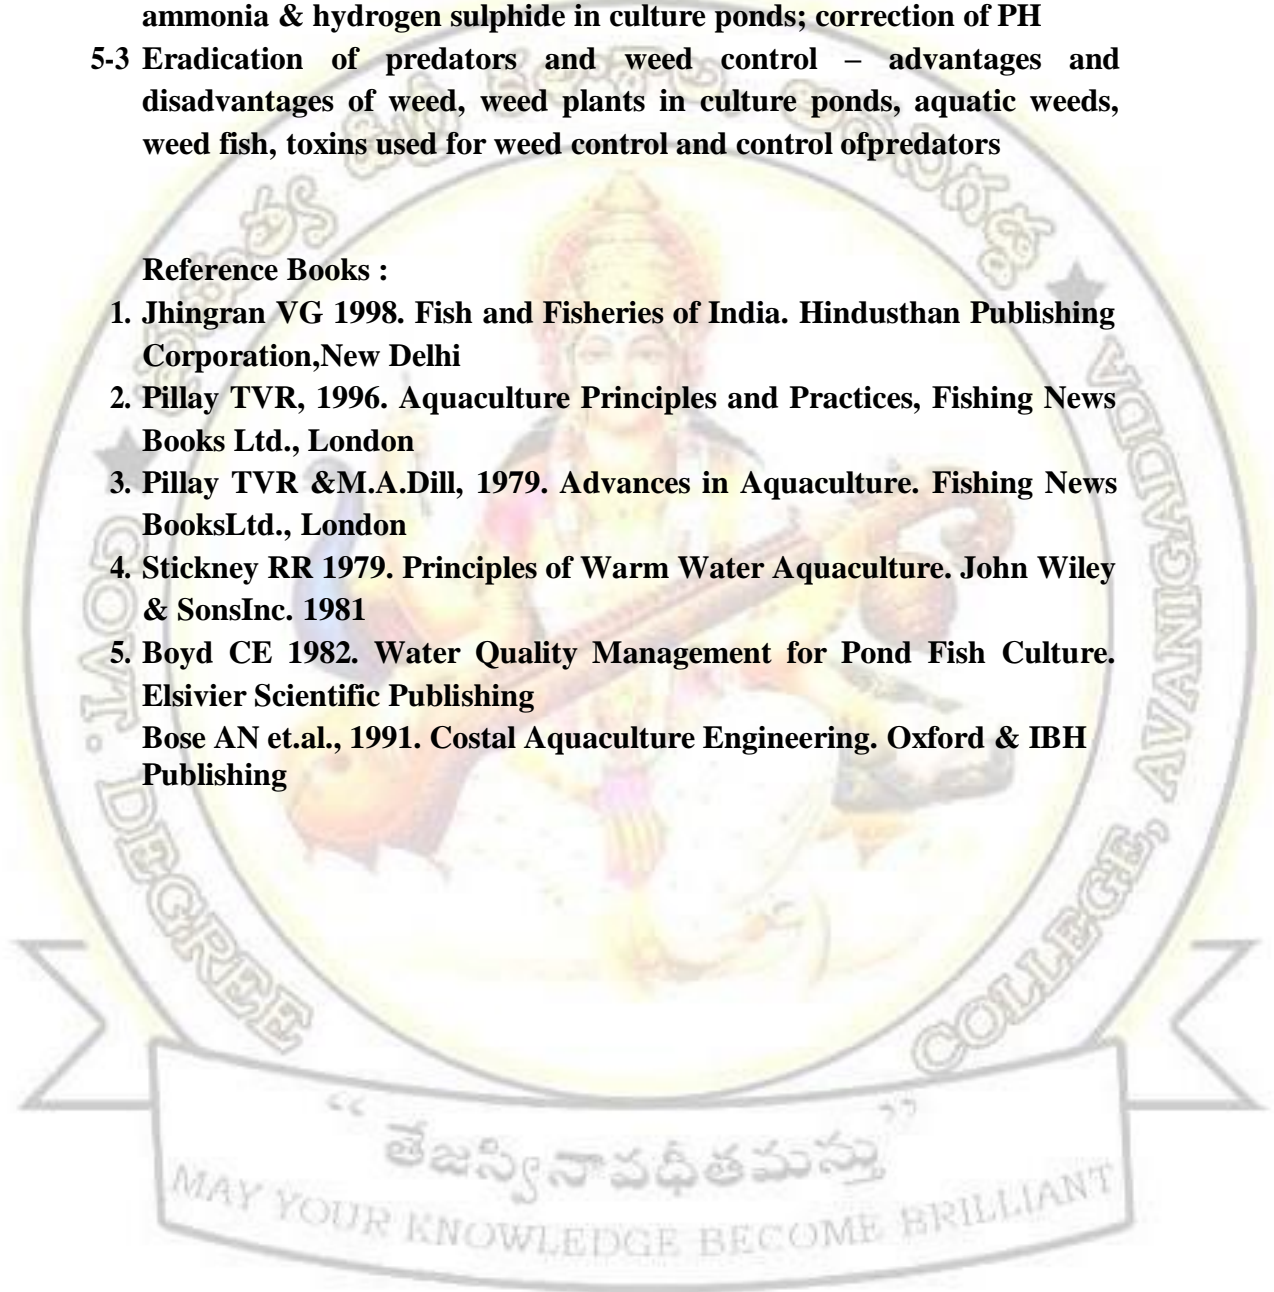 ammonia & hydrogen sulphide in culture ponds; correction of PH
5-3 Eradication of predators and weed control – advantages and
disadvantages of weed, weed plants in culture ponds, aquatic weeds,
weed fish, toxins used for weed control and control ofpredators
Reference Books :
1. Jhingran VG 1998. Fish and Fisheries of India. Hindusthan Publishing
Corporation,New Delhi
2. Pillay TVR, 1996. Aquaculture Principles and Practices, Fishing News
Books Ltd., London
3. Pillay TVR &M.A.Dill, 1979. Advances in Aquaculture. Fishing News
BooksLtd., London
4. Stickney RR 1979. Principles of Warm Water Aquaculture. John Wiley
& SonsInc. 1981
5. Boyd CE 1982. Water Quality Management for Pond Fish Culture.
Elsivier Scientific Publishing
Bose AN et.al., 1991. Costal Aquaculture Engineering. Oxford & IBH
Publishing
GOVT. DEGREE COLLEGE, AVANIGADDA
“ తేజస్వినావధీతమస్తు ”
MAY YOUR KNOWLEDGE BECOME BRILLIANT